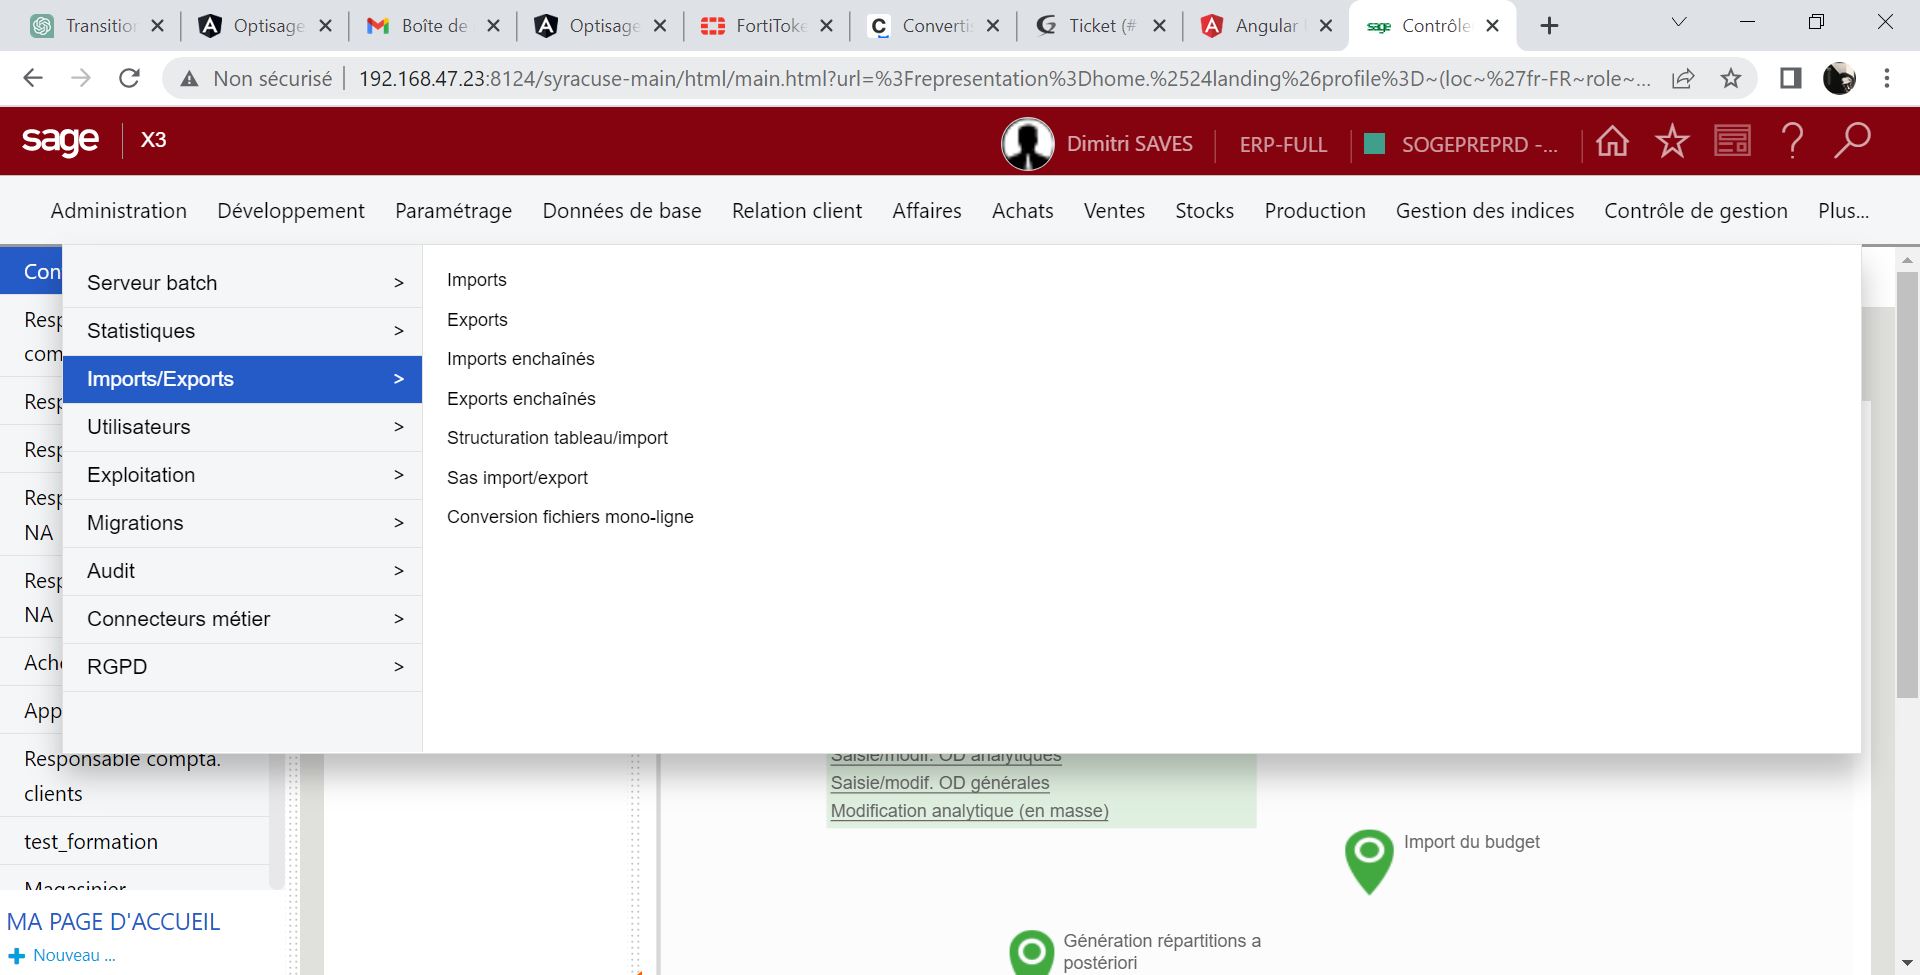 Transition
Optisage
Boîte de
Optisage
FortiToke
Convertis
Ticket (#
Angular
sage Contrôle
Non sécurisé
192.168.47.23:8124/syracuse-main/html/main.html?url=%3Frepresentation%3Dhome.%2524landing%26profile%3D~(loc~%27fr-FR~role~...
sage X3
Dimitri SAVES
ERP-FULL
SOGEPREPRD -...
Administration Développement Paramétrage Données de base Relation client Affaires Achats Ventes Stocks Production Gestion des indices Contrôle de gestion Plus...
Con
Resp
com
Resp
Resp
Resp
NA
Resp
NA
Ach
App
Responsable compta.
clients
test_formation
Magasinier
MA PAGE D'ACCUEIL
Nouveau ...
Serveur batch >
Statistiques >
Imports/Exports >
Utilisateurs >
Exploitation >
Migrations >
Audit >
Connecteurs métier >
RGPD >
Imports
Exports
Imports enchaînés
Exports enchaînés
Structuration tableau/import
Sas import/export
Conversion fichiers mono-ligne
Saisie/modif. OD analytiques
Saisie/modif. OD générales
Modification analytique (en masse)
Import du budget
Génération répartitions a
postériori